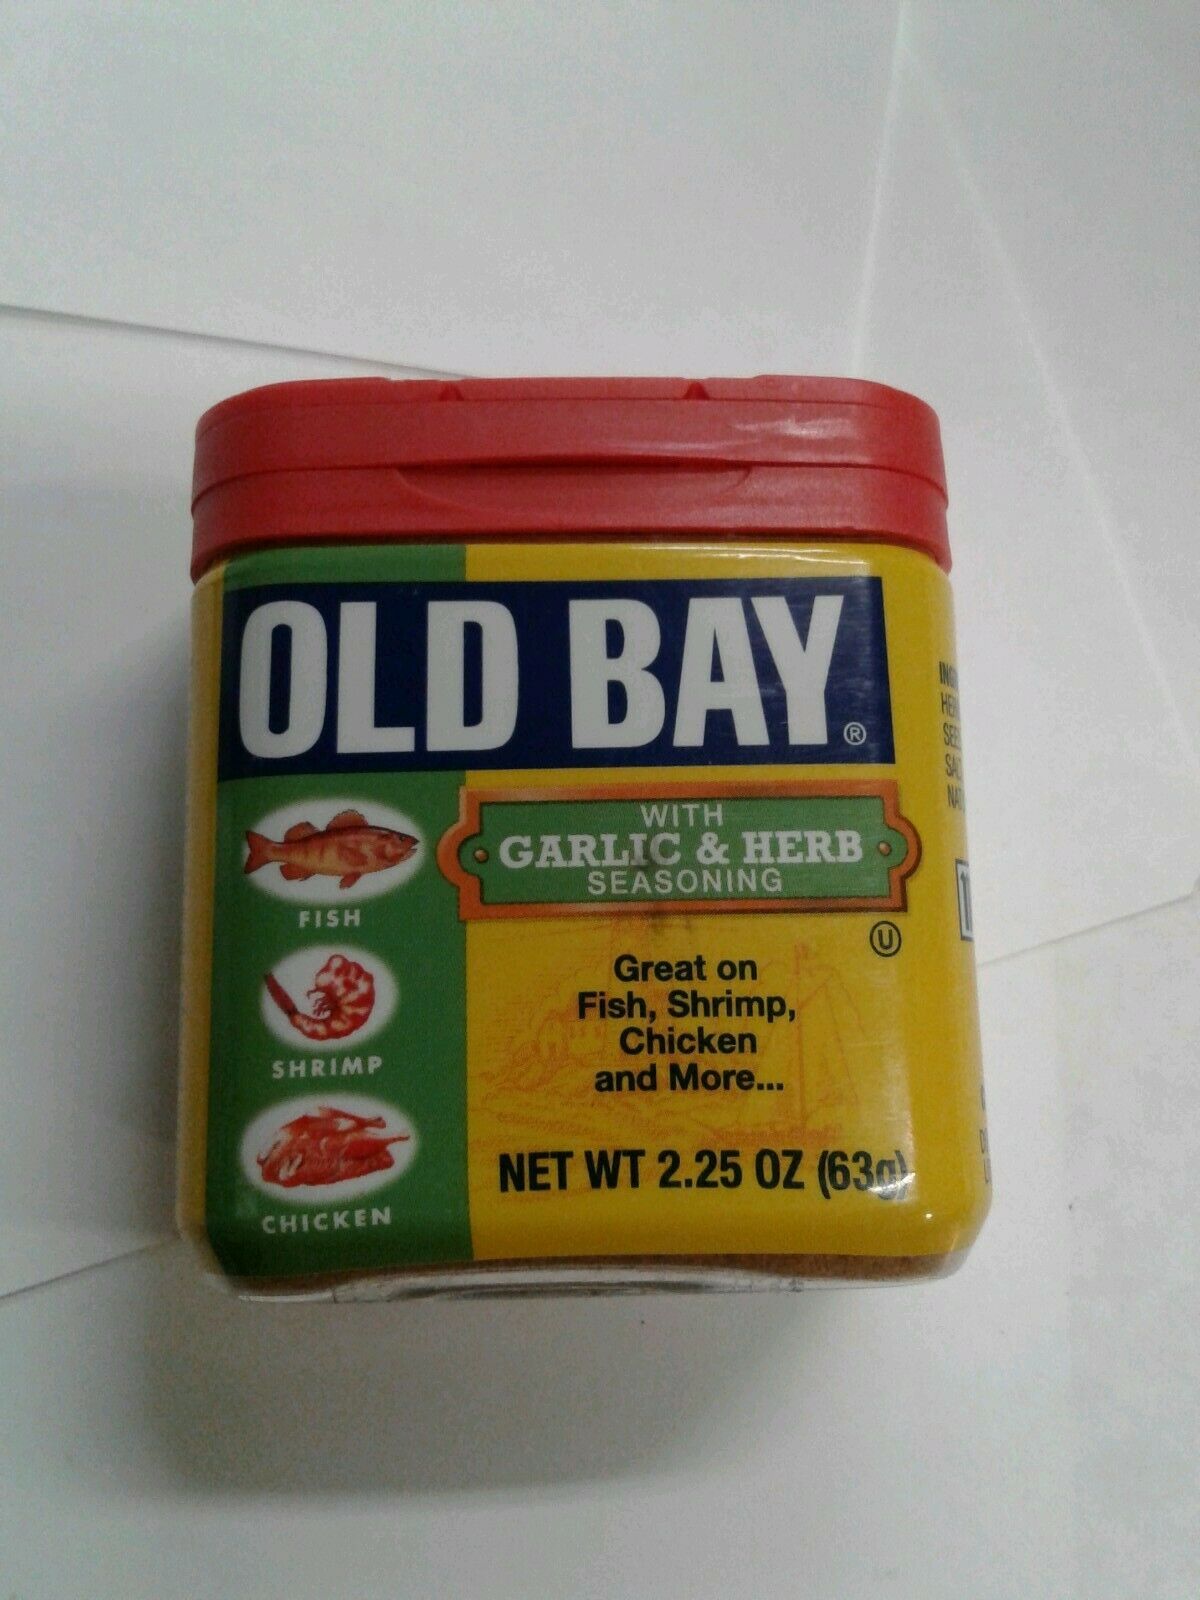 OLD BAY®
WITH
GARLIC & HERB
SEASONING
FISH
SHRIMP
CHICKEN
U
Great on
Fish, Shrimp,
Chicken
and More...
NET WT 2.25 OZ (63g)